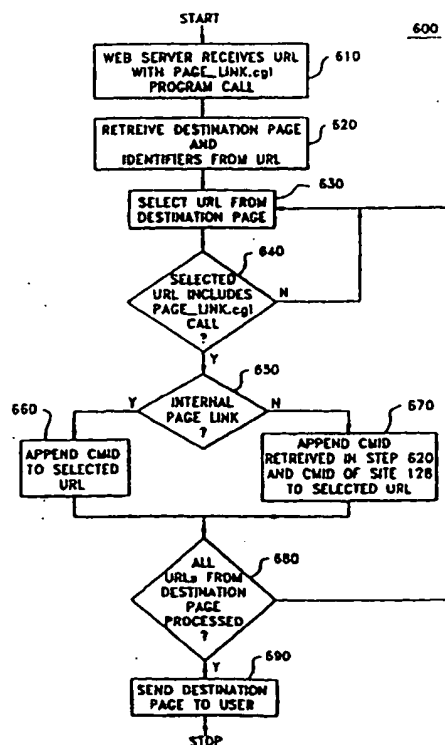 START
600
WEB SERVER RECEIVES URL
WITH PAGE_LINK.cgi
PROGRAM CALL
610
RETREIVE DESTINATION PAGE
AND
IDENTIFIERS FROM URL
620
SELECT URL FROM
DESTINATION PAGE
630
640
SELECTED
URL INCLUDES
PAGE_LINK.cgi
CALL
?
N
Y
650
Y
INTERNAL
PAGE LINK
?
N
660
APPEND CMID
TO SELECTED
URL
670
APPEND CMID
RETREIVED IN STEP 620
AND CMID OF SITE 128
TO SELECTED URL
680
ALL
URLs FROM
DESTINATION
PAGE
PROCESSED
?
Y
690
SEND DESTINATION
PAGE TO USER
STOP